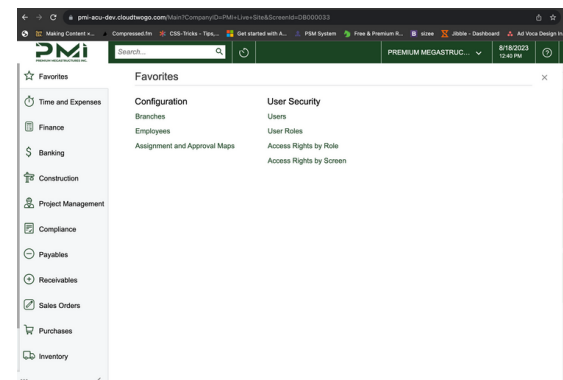 pmi-acu-dev.cloudtwogo.com/Main?CompanyID=PMI+Live+Site&ScreenId=DB000033
Making Content v... Compressed.fm CSS-Tricks - Tips,... Get started with A... PSM System Free & Premium R... sizee Jibble - Dashboard Ad Voca Design in
PMi
PREMIUM MEGASTRUCTURES INC.
Search...
PREMIUM MEGASTRUC...
8/18/2023
12:40 PM
Favorites
Time and Expenses
Finance
Banking
Construction
Project Management
Compliance
Payables
Receivables
Sales Orders
Purchases
Inventory
Favorites
Configuration
Branches
Employees
Assignment and Approval Maps
User Security
Users
User Roles
Access Rights by Role
Access Rights by Screen